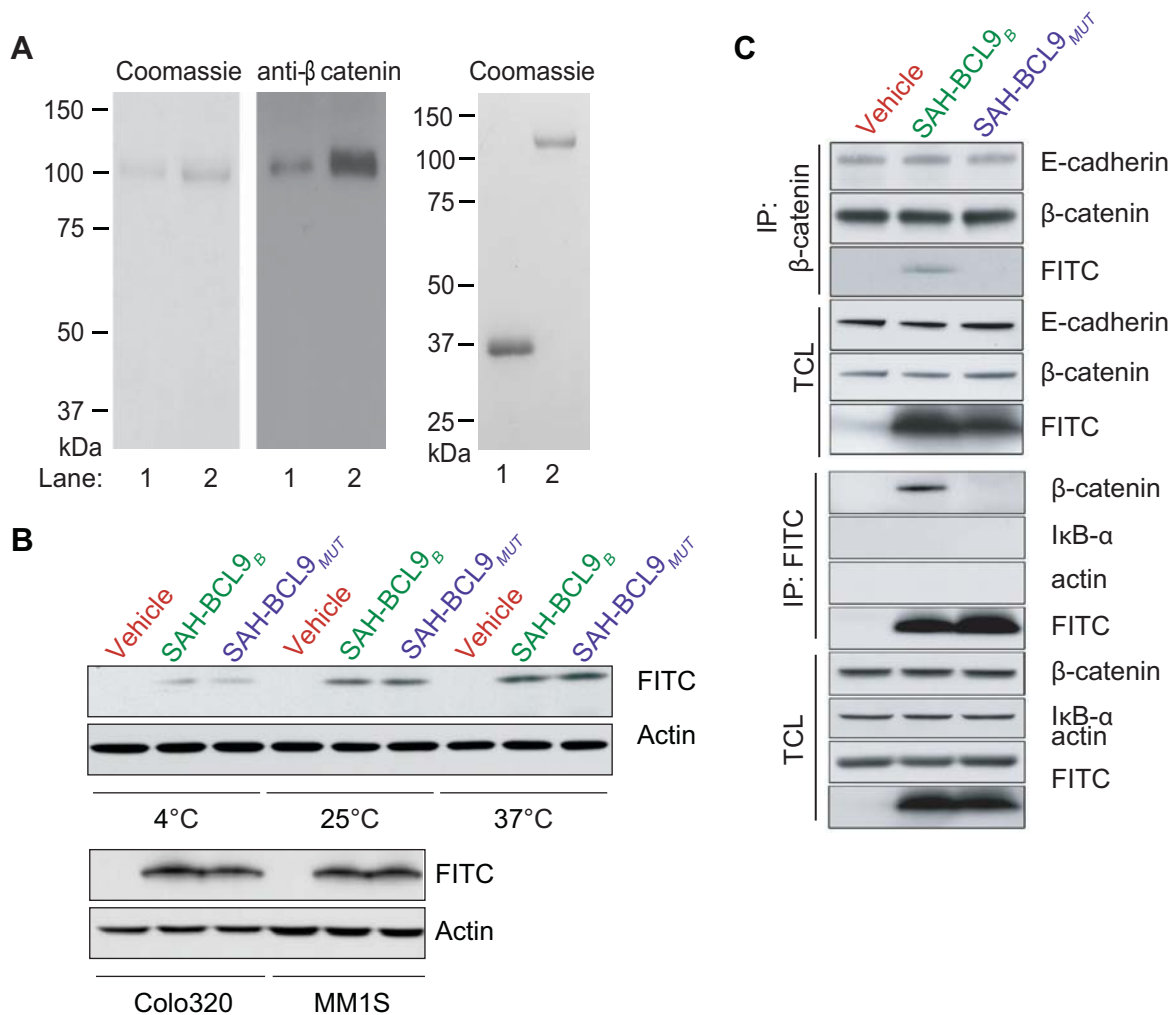 A
Coomassie
anti-β catenin
150
100
75
50
37
kDa
Lane: 1 2 1 2
Coomassie
150
100
75
50
37
25
kDa
1 2
B
Vehicle SAH-BCL9B SAH-BCL9MUT Vehicle SAH-BCL9B SAH-BCL9MUT Vehicle SAH-BCL9B SAH-BCL9MUT
FITC
Actin
4°C 25°C 37°C
FITC
Actin
Colo320 MM1S
C
Vehicle SAH-BCL9B SAH-BCL9MUT
IP: β-catenin
E-cadherin
β-catenin
FITC
TCL
E-cadherin
β-catenin
FITC
IP: FITC
β-catenin
IκB-α
actin
FITC
TCL
β-catenin
IκB-α
actin
FITC